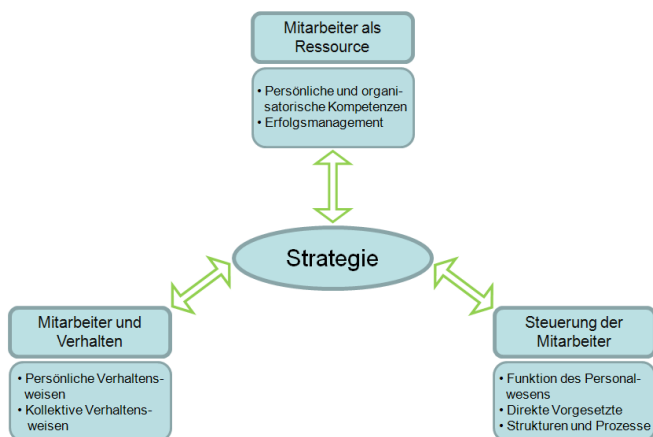 Mitarbeiter als
Ressource
• Persönliche und organi-
satorische Kompetenzen
• Erfolgsmanagement
Strategie
Mitarbeiter und
Verhalten
• Persönliche Verhaltens-
weisen
• Kollektive Verhaltens-
weisen
Steuerung der
Mitarbeiter
• Funktion des Personal-
wesens
• Direkte Vorgesetzte
• Strukturen und Prozesse